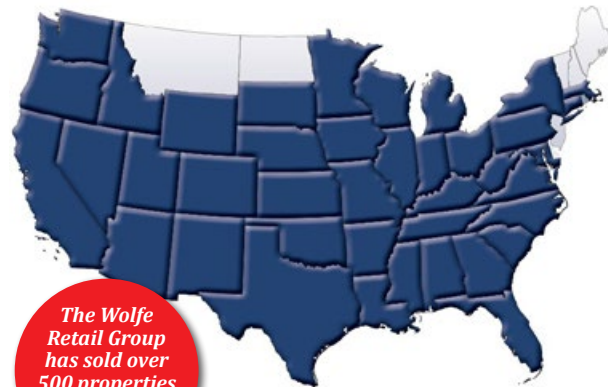 The Wolfe
Retail Group
has sold over
500 properties